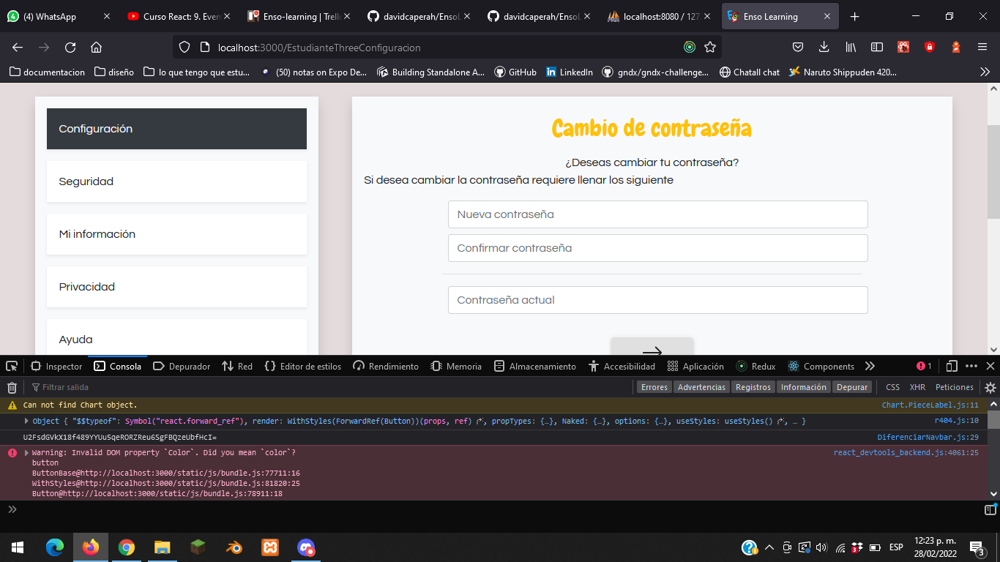 (4) WhatsApp
Curso React: 9. Even
Enso-learning | Trell
davidcaperah/EnsoL
davidcaperah/EnsoL
localhost:8080 / 127.
Enso Learning
localhost:3000/EstudianteThreeConfiguracion
documentacion
diseño
lo que tengo que estu...
(50) notas on Expo De...
Building Standalone A...
GitHub
LinkedIn
gndx/gndx-challenge...
Chatall chat
Naruto Shippuden 420...
Configuración
Seguridad
Mi información
Privacidad
Ayuda
Cambio de contraseña
¿Deseas cambiar tu contraseña?
Si desea cambiar la contraseña requiere llenar los siguiente
Nueva contraseña
Confirmar contraseña
Contraseña actual
Inspector
Consola
Depurador
Red
Editor de estilos
Rendimiento
Memoria
Almacenamiento
Accesibilidad
Aplicación
Redux
Components
1
Filtrar salida
Errores
Advertencias
Registros
Información
Depurar
CSS
XHR
Peticiones
Can not find Chart object.
Chart.PieceLabel.js:11
Object { "$$typeof": Symbol("react.forward_ref"), render: WithStyles(ForwardRef(Button))(props, ref), propTypes: {…}, Naked: {…}, options: {…}, useStyles: useStyles(), … }
r404.js:10
U2FsdGVkX18f489YYUu5qeRORZReu6SgFBQzeUbfHcI=
DiferenciarNavbar.js:29
Warning: Invalid DOM property `Color`. Did you mean `color`?
react_devtools_backend.js:4061:25
button
ButtonBase@http://localhost:3000/static/js/bundle.js:77711:16
WithStyles@http://localhost:3000/static/js/bundle.js:81820:25
Button@http://localhost:3000/static/js/bundle.js:78911:18
ESP
12:23 p. m.
28/02/2022
3